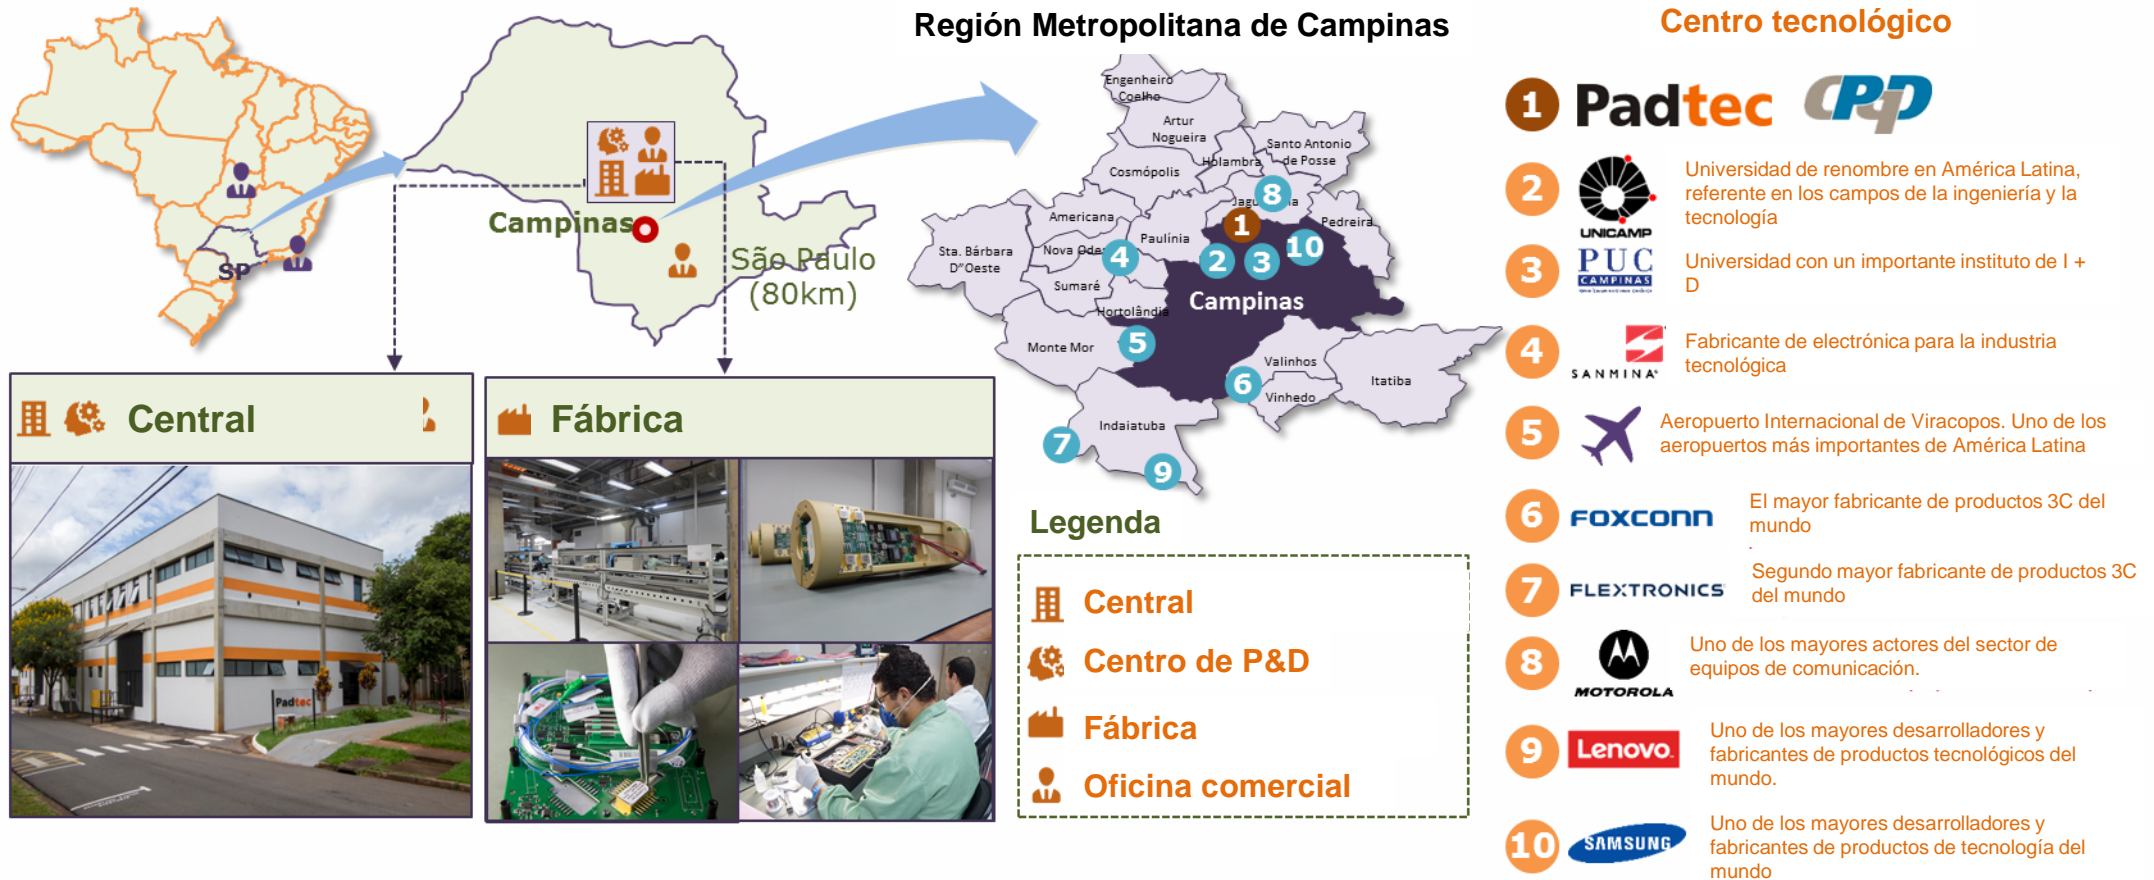 Región Metropolitana de Campinas
Centro tecnológico
SP
Campinas
São Paulo
(80km)
Central
Fábrica
Padtec
Engenheiro
Coelho
Artur
Nogueira
Holambra
Santo Antonio
de Posse
Cosmópolis
Pedreira
Americana
Paulínia
Nova Ode
Sta. Bárbara
D"Oeste
Sumaré
Hortolândia
Campinas
Monte Mor
Valinhos
Vinhedo
Itatiba
Indaiatuba
1
2
3
4
5
6
7
8
9
10
Legenda
Central
Centro de P&D
Fábrica
Oficina comercial
1 Padtec CPqD
2 UNICAMP
Universidad de renombre en América Latina,
referente en los campos de la ingeniería y la
tecnología
3 PUC
CAMPINAS
Universidad con un importante instituto de I +
D
4 SANMINA
Fabricante de electrónica para la industria
tecnológica
5
Aeropuerto Internacional de Viracopos. Uno de los
aeropuertos más importantes de América Latina
6 FOXCONN
El mayor fabricante de productos 3C del
mundo
7 FLEXTRONICS
Segundo mayor fabricante de productos 3C
del mundo
8 MOTOROLA
Uno de los mayores actores del sector de
equipos de comunicación.
9 Lenovo
Uno de los mayores desarrolladores y
fabricantes de productos tecnológicos del
mundo.
10 SAMSUNG
Uno de los mayores desarrolladores y
fabricantes de productos de tecnología del
mundo